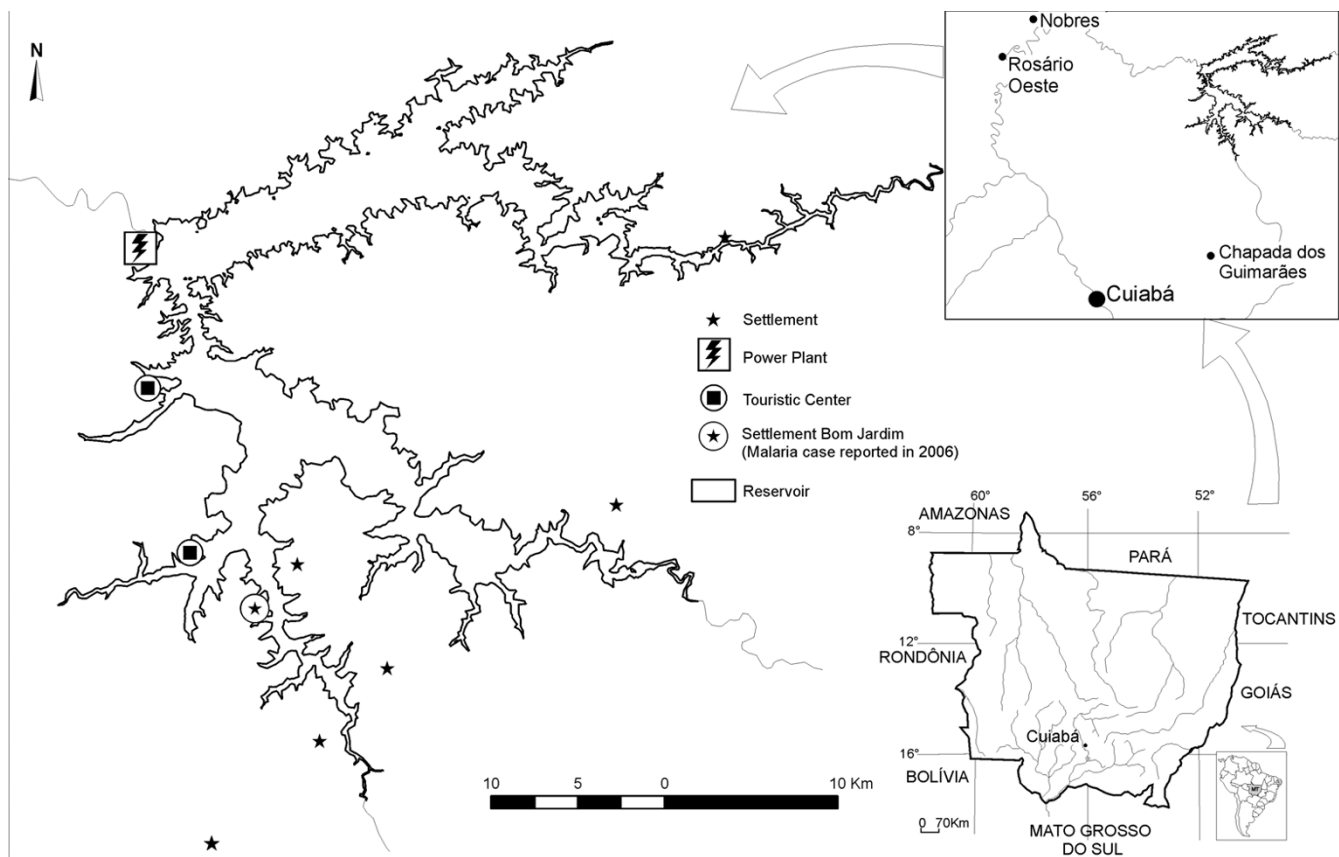 N
Nobres
Rosário
Oeste
Chapada dos
Guimarães
Cuiabá
Settlement
Power Plant
Touristic Center
Settlement Bom Jardim
(Malaria case reported in 2006)
Reservoir
10 5 0 10 Km
60° 56° 52°
AMAZONAS
8°
PARÁ
TOCANTINS
12°
RONDÔNIA
GOIÁS
Cuiabá
16°
BOLÍVIA
MT
0 70Km
MATO GROSSO
DO SUL